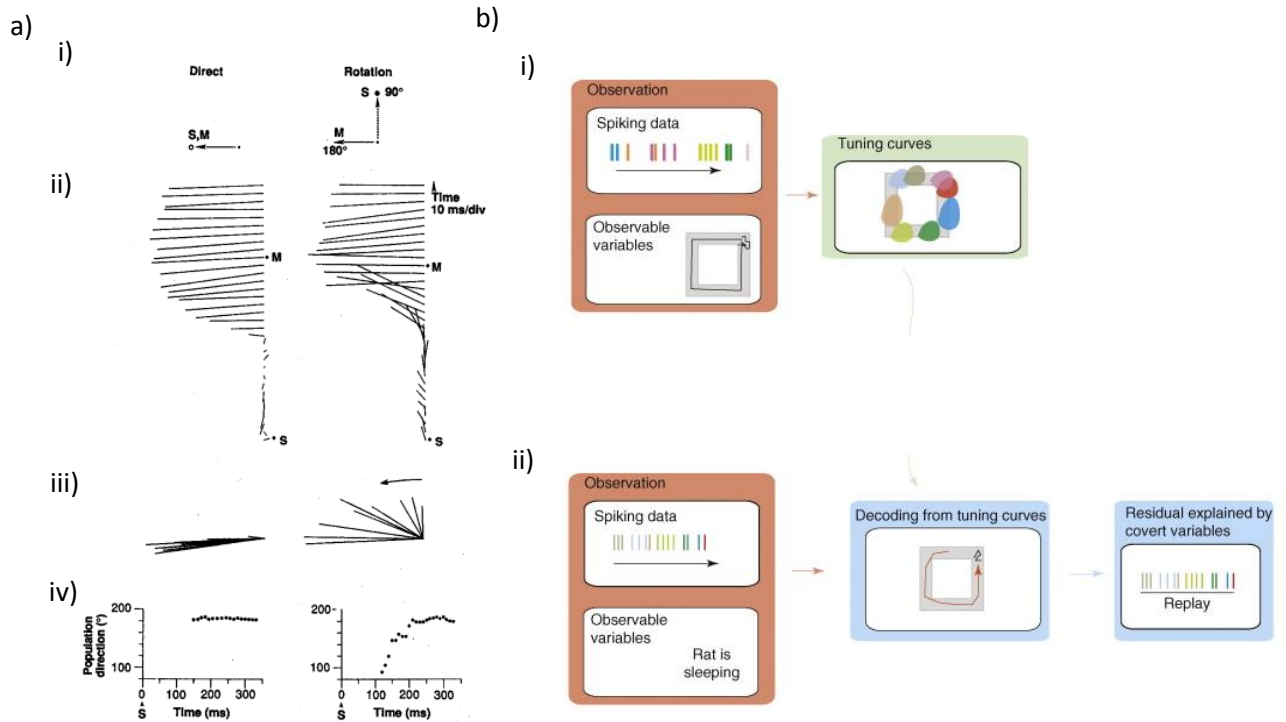 a)
i)
Direct
Rotation
S
90°
S,M
M
180°
ii)
Time
10 ms/div
M
M
S
S
iii)
iv)
Population
direction (°)
200
100
0
100
200
300
S
Time (ms)
200
100
0
100
200
300
S
Time (ms)
b)
i)
Observation
Spiking data
Observable
variables
Tuning curves
ii)
Observation
Spiking data
Observable
variables
Rat is
sleeping
Decoding from tuning curves
Residual explained by
covert variables
Replay